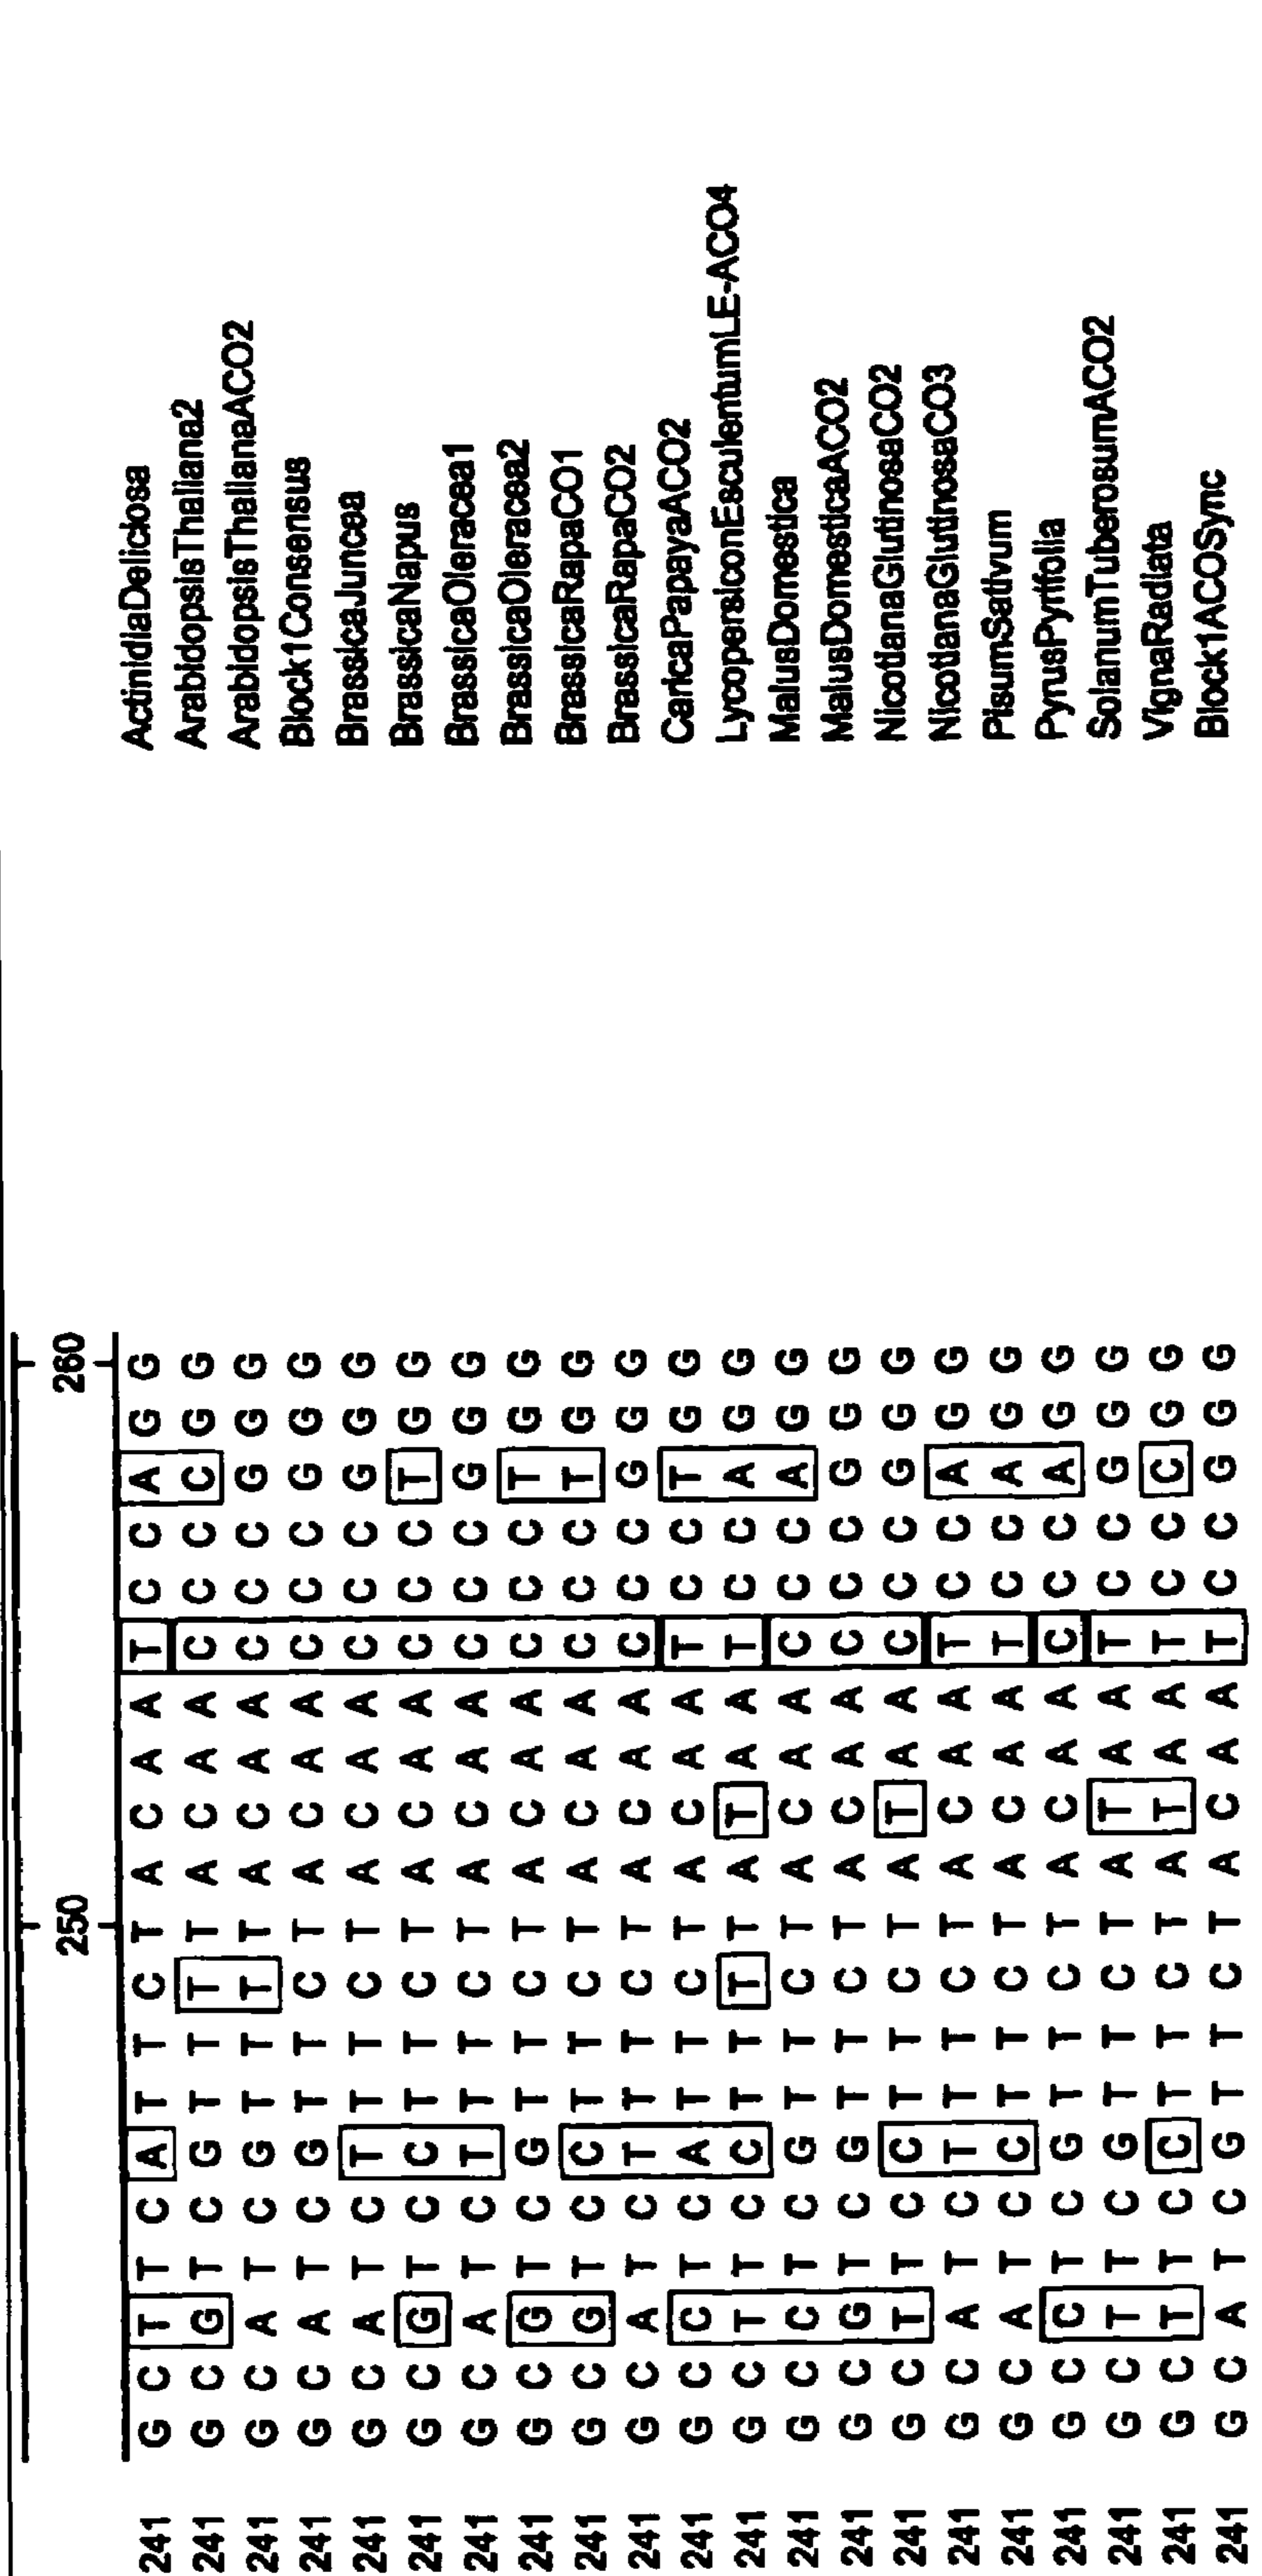 250 260
241 G C T T C A T T C T A C A A T C C A G G ActinidiaDeliciosa
241 G C G T C G T T T T A C A A C C C C G G ArabidopsisThaliana2
241 G C A T C G T T T T A C A A C C C G G G ArabidopsisThalianaACO2
241 G C A T C G T T C T A C A A C C C G G G Block1Consensus
241 G C A T C T T T C T A C A A C C C G G G BrassicaJuncea
241 G C G T C C T T C T A C A A C C C T G G BrassicaNapus
241 G C A T C T T T C T A C A A C C C G G G BrassicaOleracea1
241 G C G T C G T T C T A C A A C C C T G G BrassicaOleracea2
241 G C G T C C T T C T A C A A C C C T G G BrassicaRapaCO1
241 G C A T C T T T C T A C A A C C C G G G BrassicaRapaCO2
241 G C C T C A T T C T A C A A T C C T G G CaricaPapayaACO2
241 G C T T C C T T T T A T A A T C C A G G LycopersiconEsculentumLE-ACO4
241 G C C T C G T T C T A C A A C C C A G G MalusDomestica
241 G C G T C G T T C T A C A A C C C G G G MalusDomesticaACO2
241 G C T T C C T T C T A T A A C C C G G G NicotianaGlutinosaCO2
241 G C A T C T T T C T A C A A T C C A G G NicotianaGlutinosaCO3
241 G C A T C C T T C T A C A A T C C A G G PisumSativum
241 G C C T C G T T C T A C A A C C C A G G PyrusPyrifolia
241 G C T T C G T T C T A T A A T C C G G G SolanumTuberosumACO2
241 G C T T C C T T C T A T A A T C C C G G VignaRadiata
241 G C A T C G T T C T A C A A T C C G G G Block1ACOSync